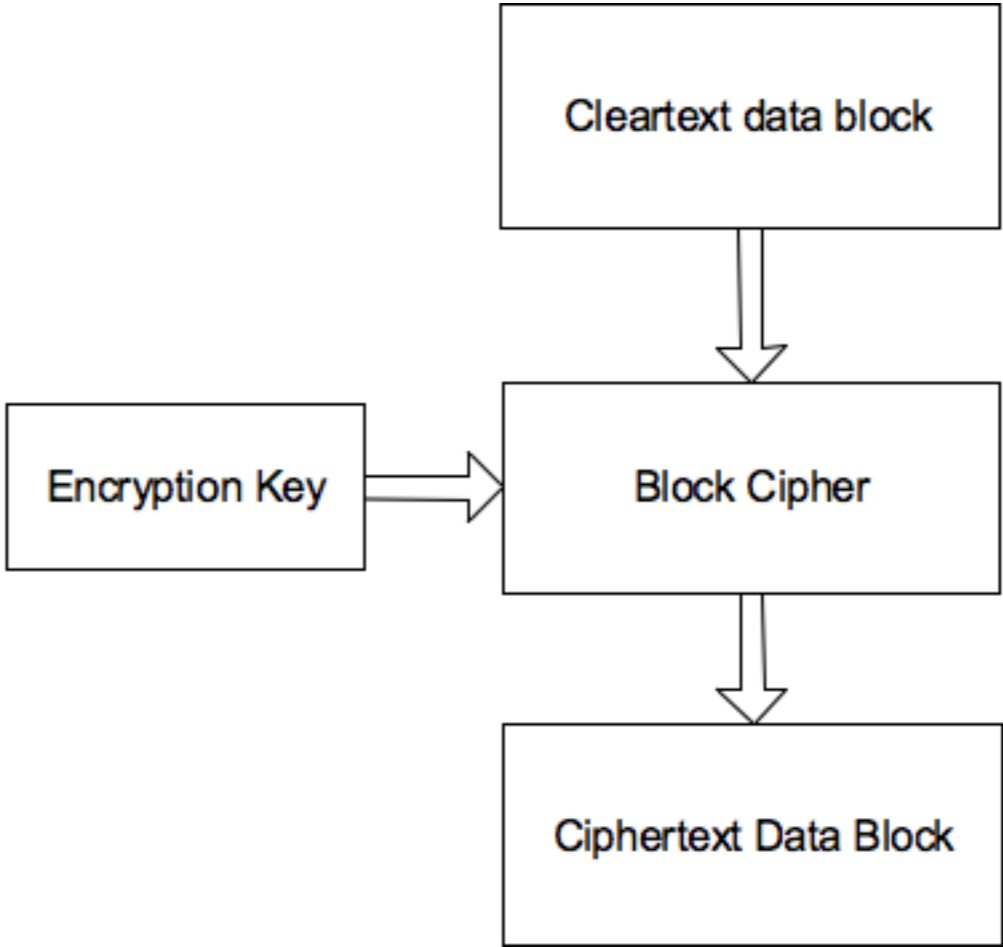 Cleartext data block
Encryption Key
Block Cipher
Ciphertext Data Block